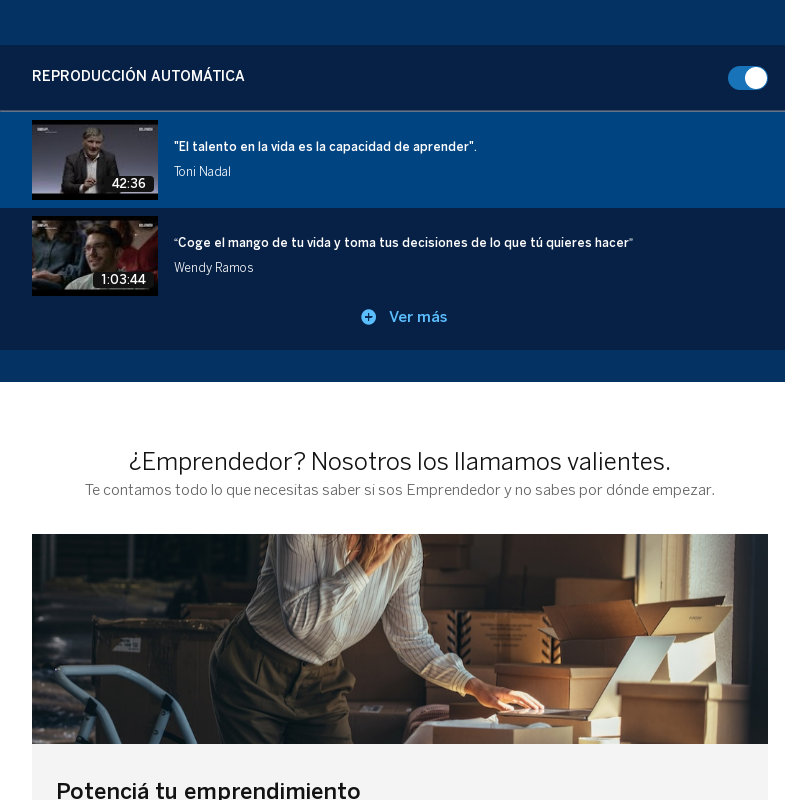 REPRODUCCIÓN AUTOMÁTICA
42:36
"El talento en la vida es la capacidad de aprender".
Toni Nadal
1:03:44
“Coge el mango de tu vida y toma tus decisiones de lo que tú quieres hacer”
Wendy Ramos
Ver más
¿Emprendedor? Nosotros los llamamos valientes.
Te contamos todo lo que necesitas saber si sos Emprendedor y no sabes por dónde empezar.
Potenciá tu emprendimiento